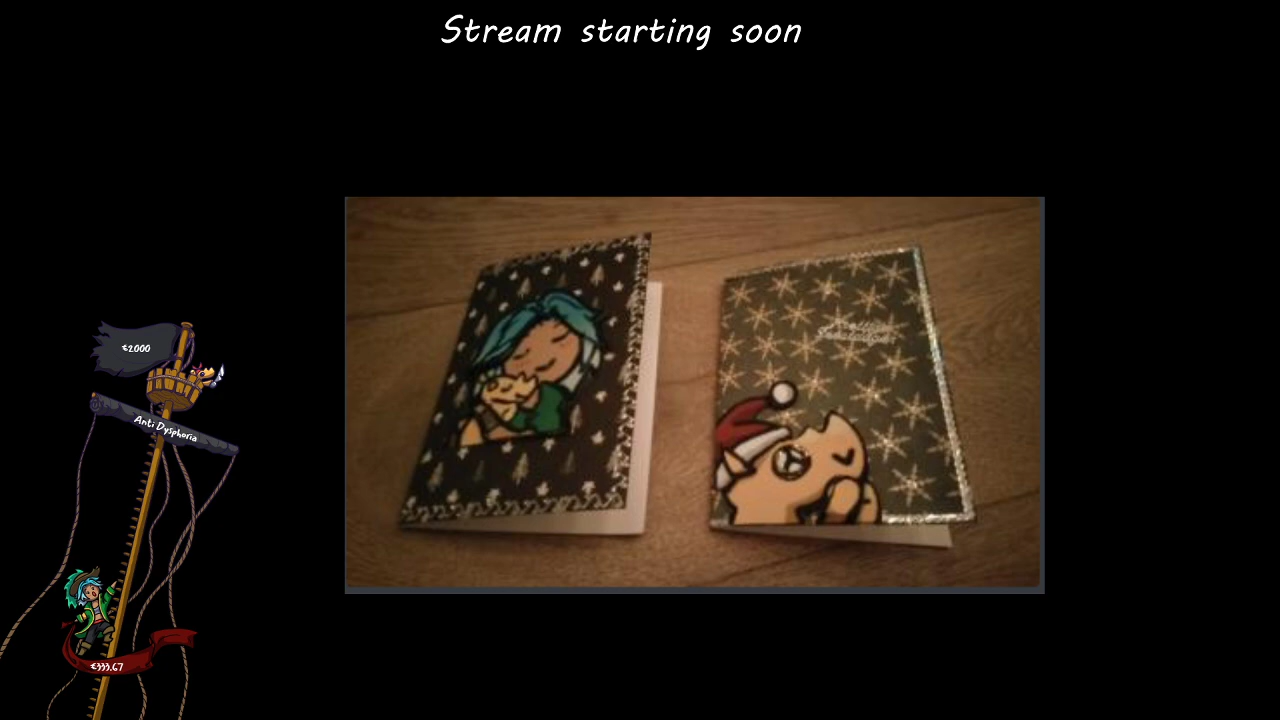 Stream starting soon
€2000
Anti Dysphoria
€333.67